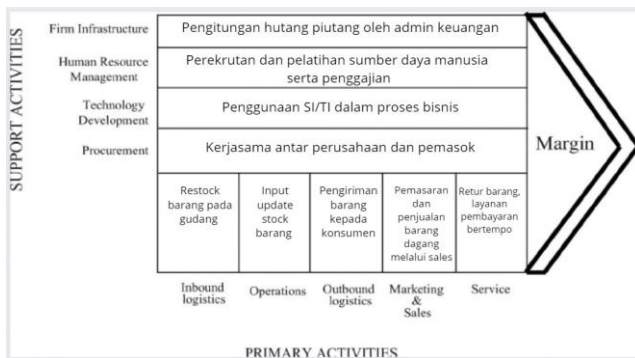 SUPPORT ACTIVITIES
Firm Infrastructure
Pengitungan hutang piutang oleh admin keuangan
Human Resource
Management
Perekrutan dan pelatihan sumber daya manusia
serta penggajian
Technology
Development
Penggunaan SI/TI dalam proses bisnis
Procurement
Kerjasama antar perusahaan dan pemasok
Margin
Restock
barang pada
gudang
Input
update
stock
barang
Pengiriman
barang
kepada
konsumen
Pemasaran
dan
penjualan
barang
dagang
melalui sales
Retur barang,
layanan
pembayaran
bertempo
Inbound
logistics
Operations
Outbound
logistics
Marketing
&
Sales
Service
PRIMARY ACTIVITIES